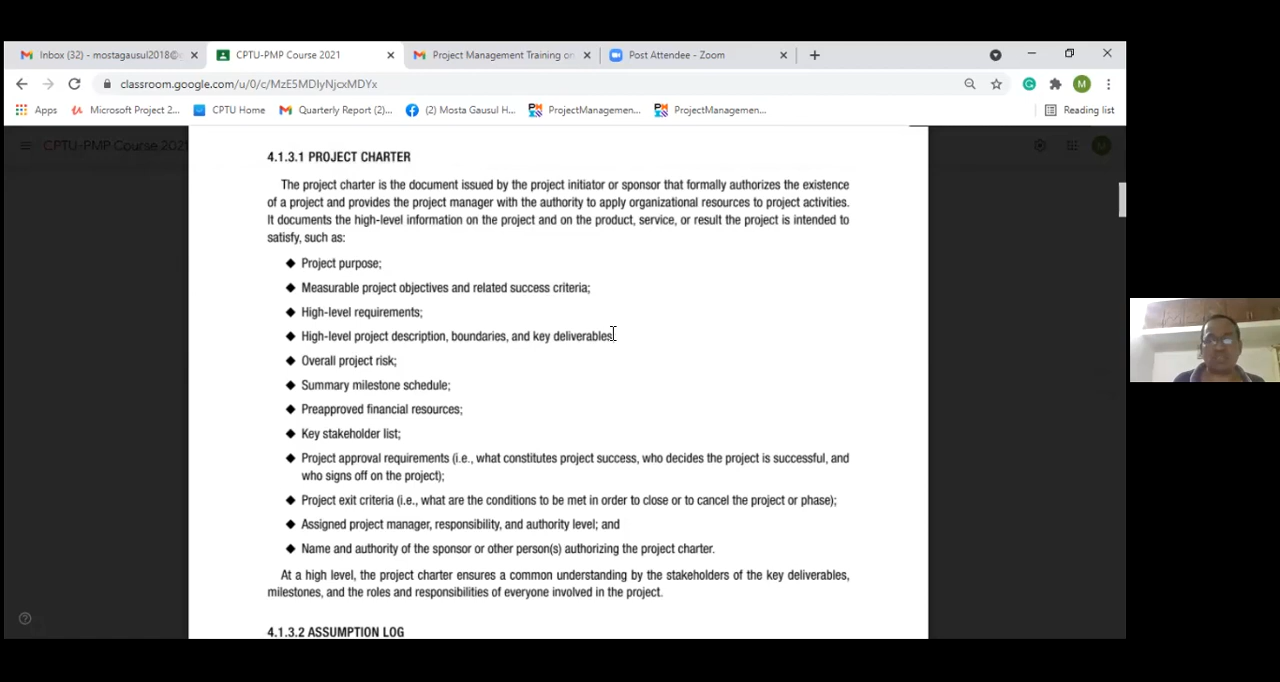 Inbox (32) - mostagausul2018@
CPTU-PMP Course 2021
Project Management Training on
Post Attendee - Zoom
classroom.google.com/u/0/c/MzE5MDIyNjcxMDYx
Apps
Microsoft Project 2...
CPTU Home
Quarterly Report (2)...
(2) Mosta Gausul H...
ProjectManagemen...
ProjectManagemen...
Reading list
M
CPTU-PMP Course 2021
M
4.1.3.1 PROJECT CHARTER
The project charter is the document issued by the project initiator or sponsor that formally authorizes the existence
of a project and provides the project manager with the authority to apply organizational resources to project activities.
It documents the high-level information on the project and on the product, service, or result the project is intended to
satisfy, such as:
◆ Project purpose;
◆ Measurable project objectives and related success criteria;
◆ High-level requirements;
◆ High-level project description, boundaries, and key deliverables
◆ Overall project risk;
◆ Summary milestone schedule;
◆ Preapproved financial resources;
◆ Key stakeholder list;
◆ Project approval requirements (i.e., what constitutes project success, who decides the project is successful, and
who signs off on the project);
◆ Project exit criteria (i.e., what are the conditions to be met in order to close or to cancel the project or phase);
◆ Assigned project manager, responsibility, and authority level; and
◆ Name and authority of the sponsor or other person(s) authorizing the project charter.
At a high level, the project charter ensures a common understanding by the stakeholders of the key deliverables,
milestones, and the roles and responsibilities of everyone involved in the project.
4.1.3.2 ASSUMPTION LOG